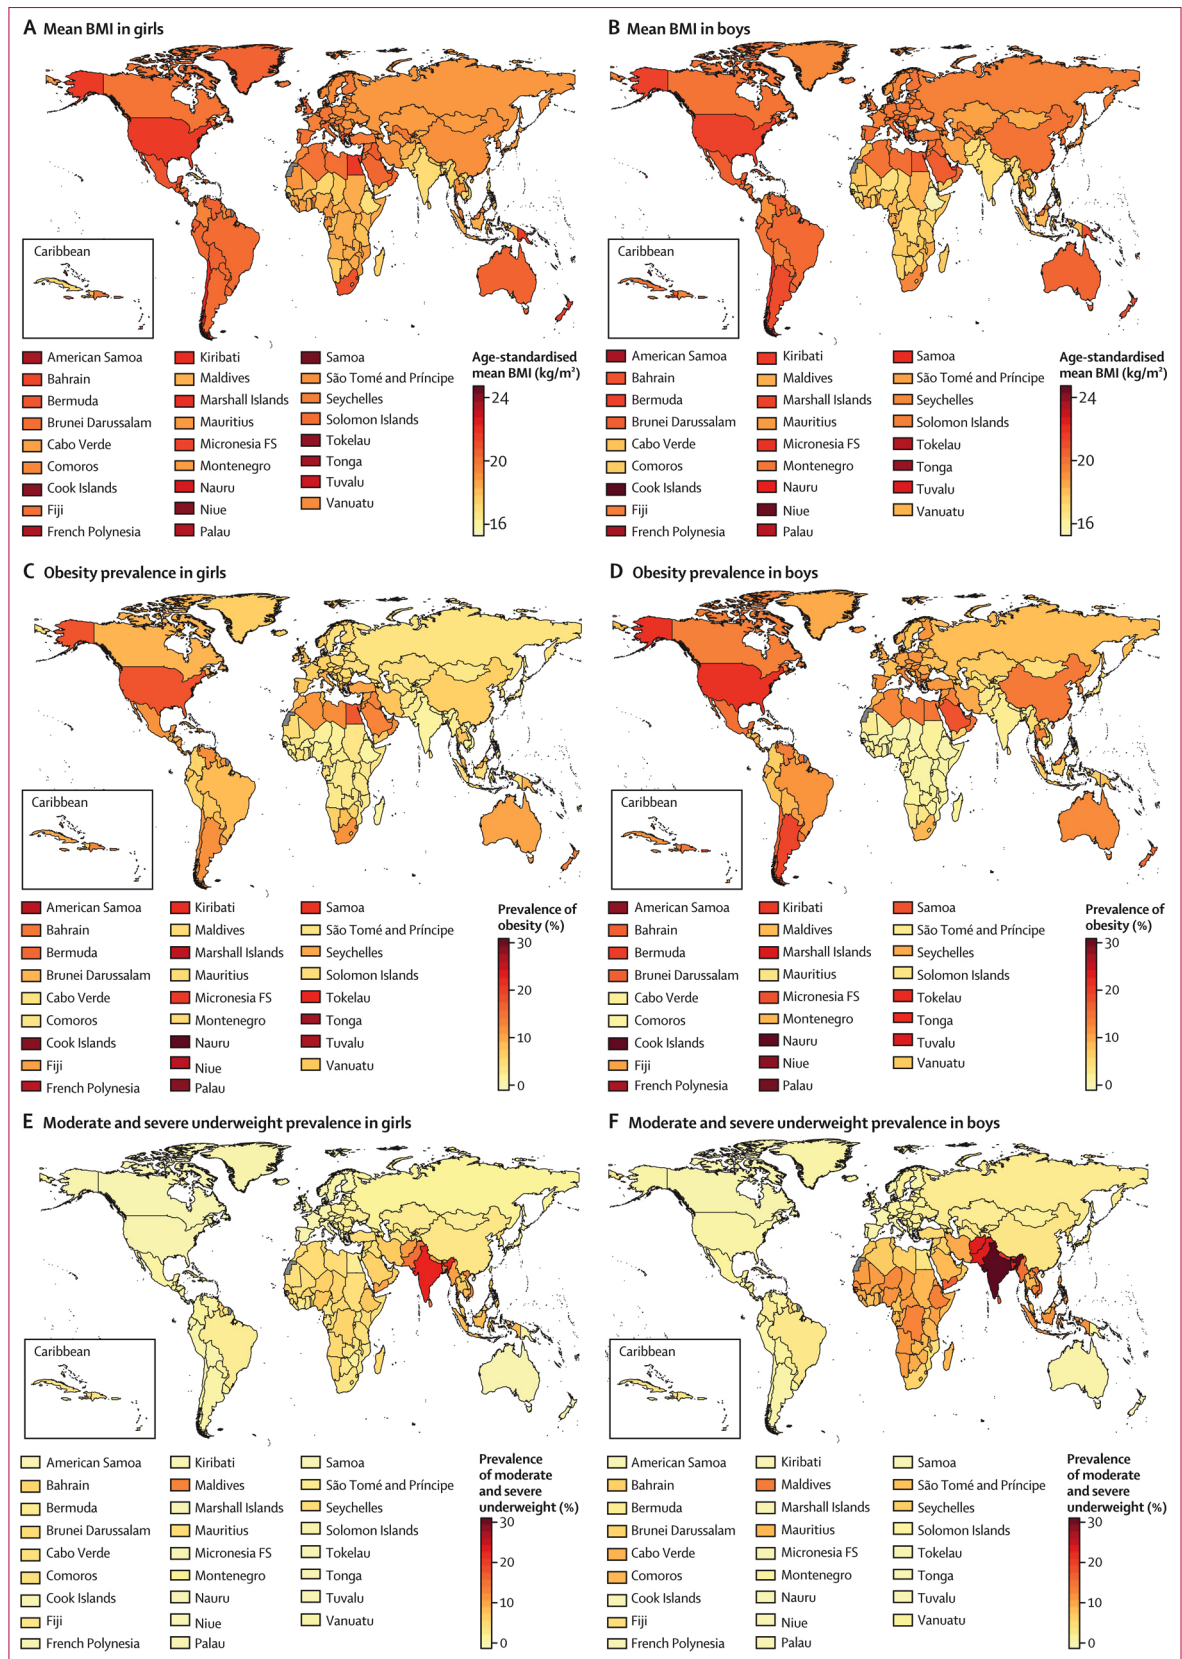 A Mean BMI in girls
Caribbean
American Samoa
Bahrain
Bermuda
Brunei Darussalam
Cabo Verde
Comoros
Cook Islands
Fiji
French Polynesia
Kiribati
Maldives
Marshall Islands
Mauritius
Micronesia FS
Montenegro
Nauru
Niue
Palau
Samoa
São Tomé and Príncipe
Seychelles
Solomon Islands
Tokelau
Tonga
Tuvalu
Vanuatu
Age-standardised
mean BMI (kg/m²)
24
20
16
B Mean BMI in boys
Caribbean
American Samoa
Bahrain
Bermuda
Brunei Darussalam
Cabo Verde
Comoros
Cook Islands
Fiji
French Polynesia
Kiribati
Maldives
Marshall Islands
Mauritius
Micronesia FS
Montenegro
Nauru
Niue
Palau
Samoa
São Tomé and Príncipe
Seychelles
Solomon Islands
Tokelau
Tonga
Tuvalu
Vanuatu
Age-standardised
mean BMI (kg/m²)
24
20
16
C Obesity prevalence in girls
Caribbean
American Samoa
Bahrain
Bermuda
Brunei Darussalam
Cabo Verde
Comoros
Cook Islands
Fiji
French Polynesia
Kiribati
Maldives
Marshall Islands
Mauritius
Micronesia FS
Montenegro
Nauru
Niue
Palau
Samoa
São Tomé and Príncipe
Seychelles
Solomon Islands
Tokelau
Tonga
Tuvalu
Vanuatu
Prevalence of
obesity (%)
30
20
10
0
D Obesity prevalence in boys
Caribbean
American Samoa
Bahrain
Bermuda
Brunei Darussalam
Cabo Verde
Comoros
Cook Islands
Fiji
French Polynesia
Kiribati
Maldives
Marshall Islands
Mauritius
Micronesia FS
Montenegro
Nauru
Niue
Palau
Samoa
São Tomé and Príncipe
Seychelles
Solomon Islands
Tokelau
Tonga
Tuvalu
Vanuatu
Prevalence of
obesity (%)
30
20
10
0
E Moderate and severe underweight prevalence in girls
Caribbean
American Samoa
Bahrain
Bermuda
Brunei Darussalam
Cabo Verde
Comoros
Cook Islands
Fiji
French Polynesia
Kiribati
Maldives
Marshall Islands
Mauritius
Micronesia FS
Montenegro
Nauru
Niue
Palau
Samoa
São Tomé and Príncipe
Seychelles
Solomon Islands
Tokelau
Tonga
Tuvalu
Vanuatu
Prevalence
of moderate
and severe
underweight (%)
30
20
10
0
F Moderate and severe underweight prevalence in boys
Caribbean
American Samoa
Bahrain
Bermuda
Brunei Darussalam
Cabo Verde
Comoros
Cook Islands
Fiji
French Polynesia
Kiribati
Maldives
Marshall Islands
Mauritius
Micronesia FS
Montenegro
Nauru
Niue
Palau
Samoa
São Tomé and Príncipe
Seychelles
Solomon Islands
Tokelau
Tonga
Tuvalu
Vanuatu
Prevalence
of moderate
and severe
underweight (%)
30
20
10
0